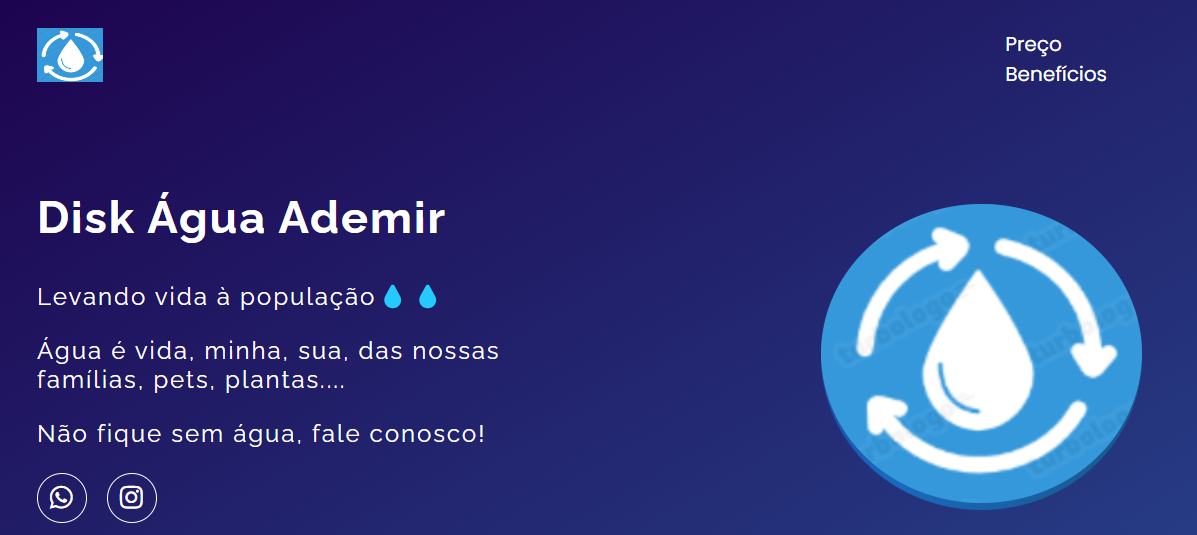 Preço
Benefícios
Disk Água Ademir
Levando vida à população💧 💧
Água é vida, minha, sua, das nossas
famílias, pets, plantas....
Não fique sem água, fale conosco!
turbologo